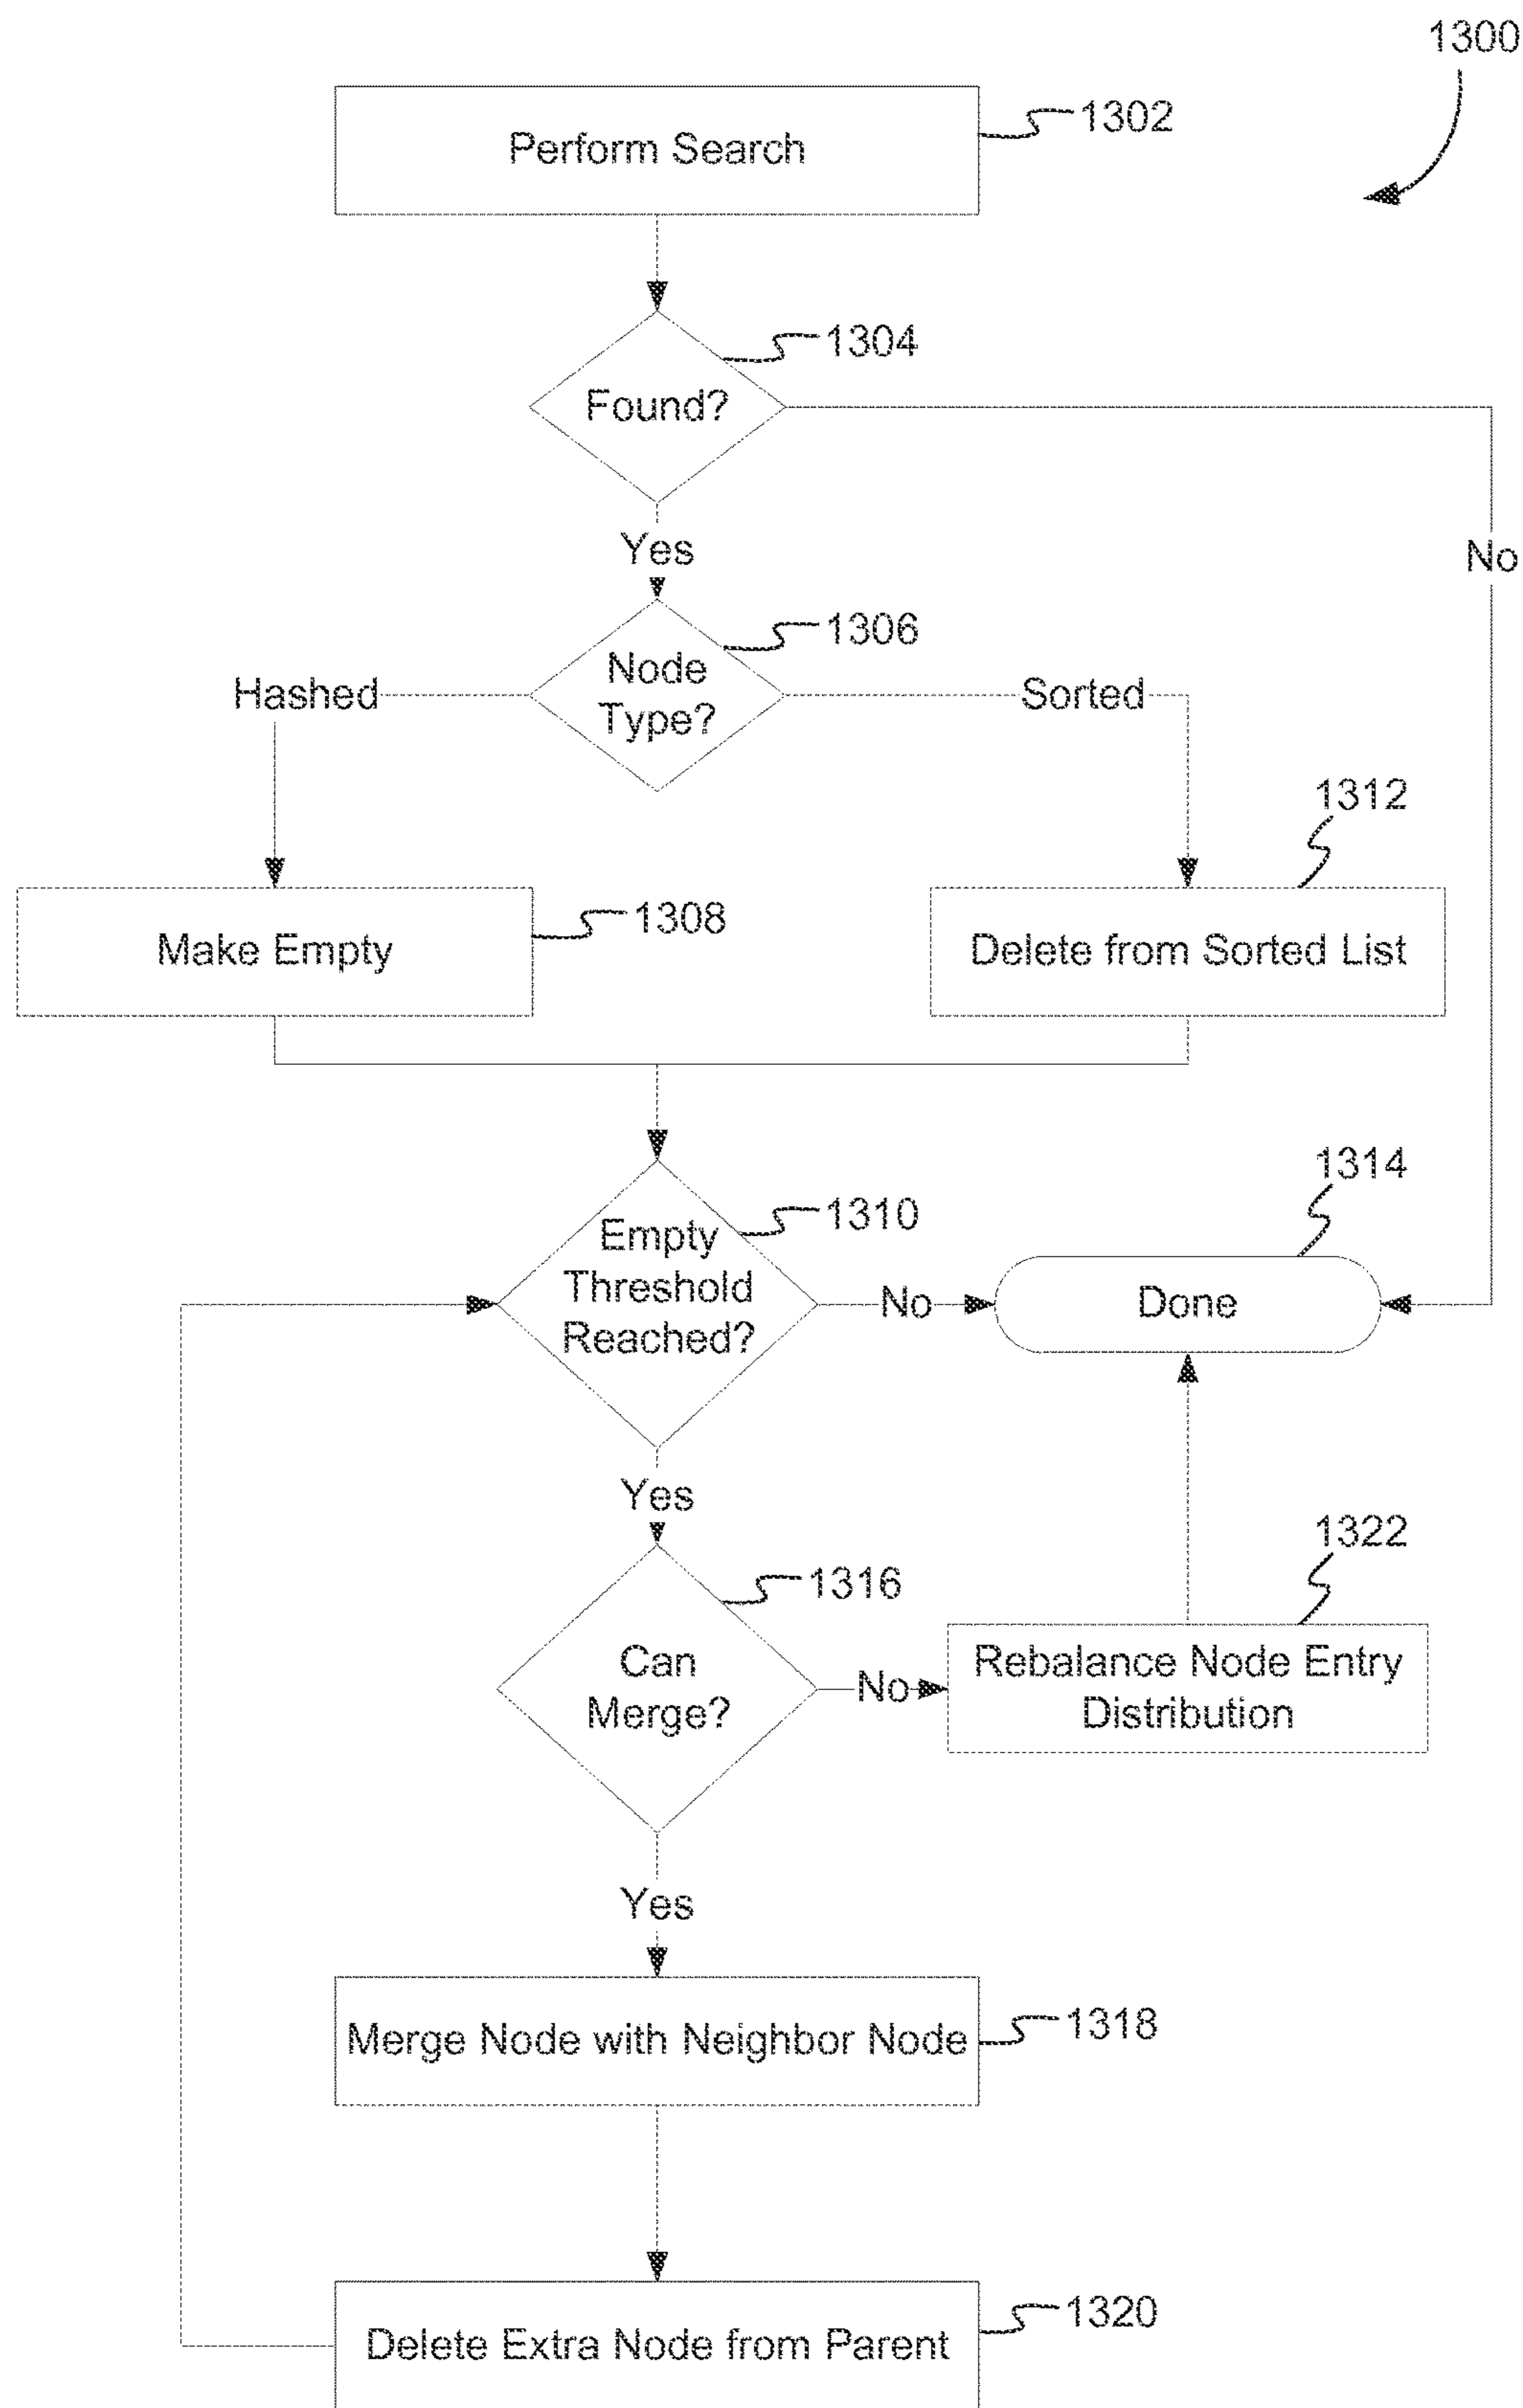 1300
Perform Search
1302
Found?
1304
No
Yes
Node
Type?
1306
Hashed
Sorted
Make Empty
1308
Delete from Sorted List
1312
Empty
Threshold
Reached?
1310
No
Done
1314
Yes
Can
Merge?
1316
No
Rebalance Node Entry
Distribution
1322
Yes
Merge Node with Neighbor Node
1318
Delete Extra Node from Parent
1320